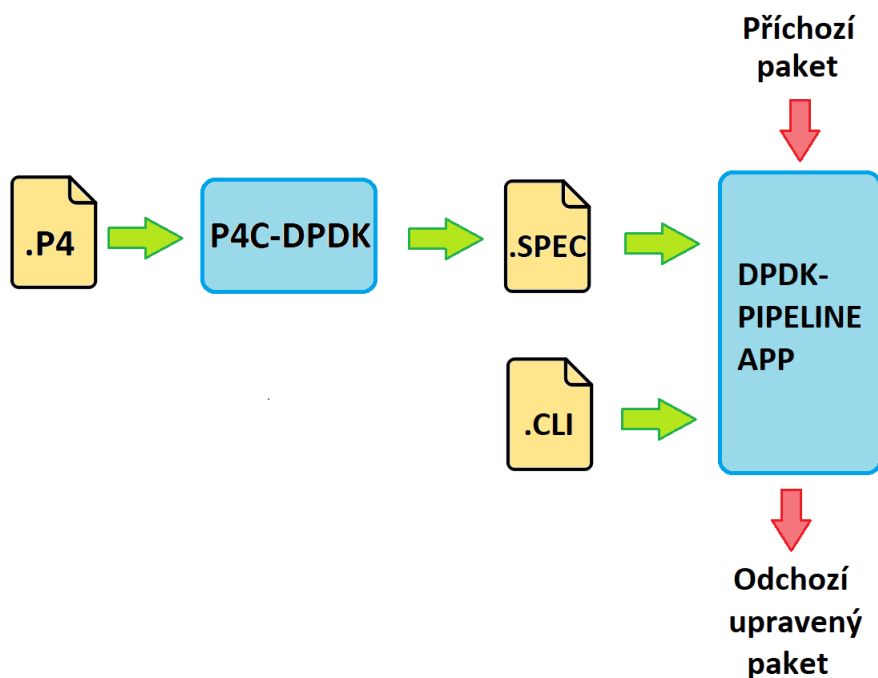 Příchozí
paket
.P4
P4C-DPDK
.SPEC
DPDK-
PIPELINE
APP
.CLI
Odchozí
upravený
paket